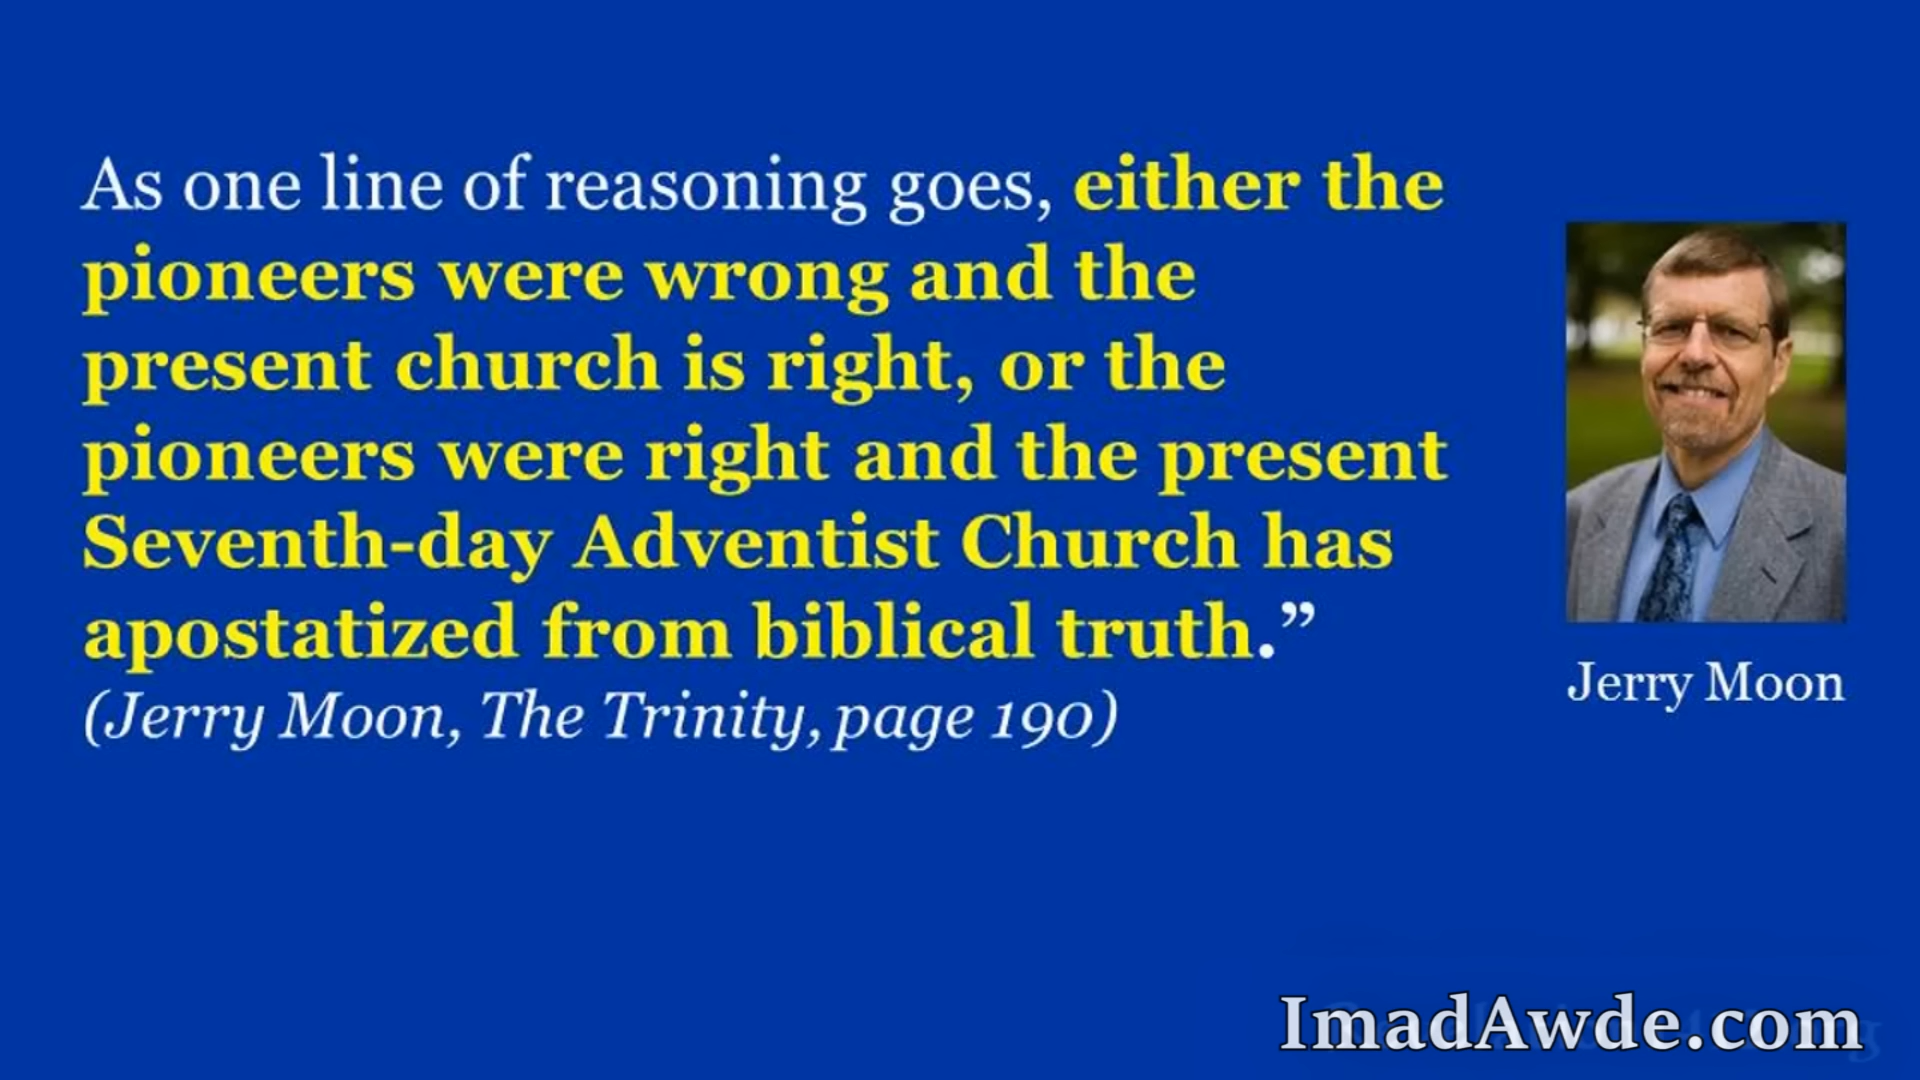 As one line of reasoning goes, either the
pioneers were wrong and the
present church is right, or the
pioneers were right and the present
Seventh-day Adventist Church has
apostatized from biblical truth.”
(Jerry Moon, The Trinity, page 190)
Jerry Moon
ImadAwde.com